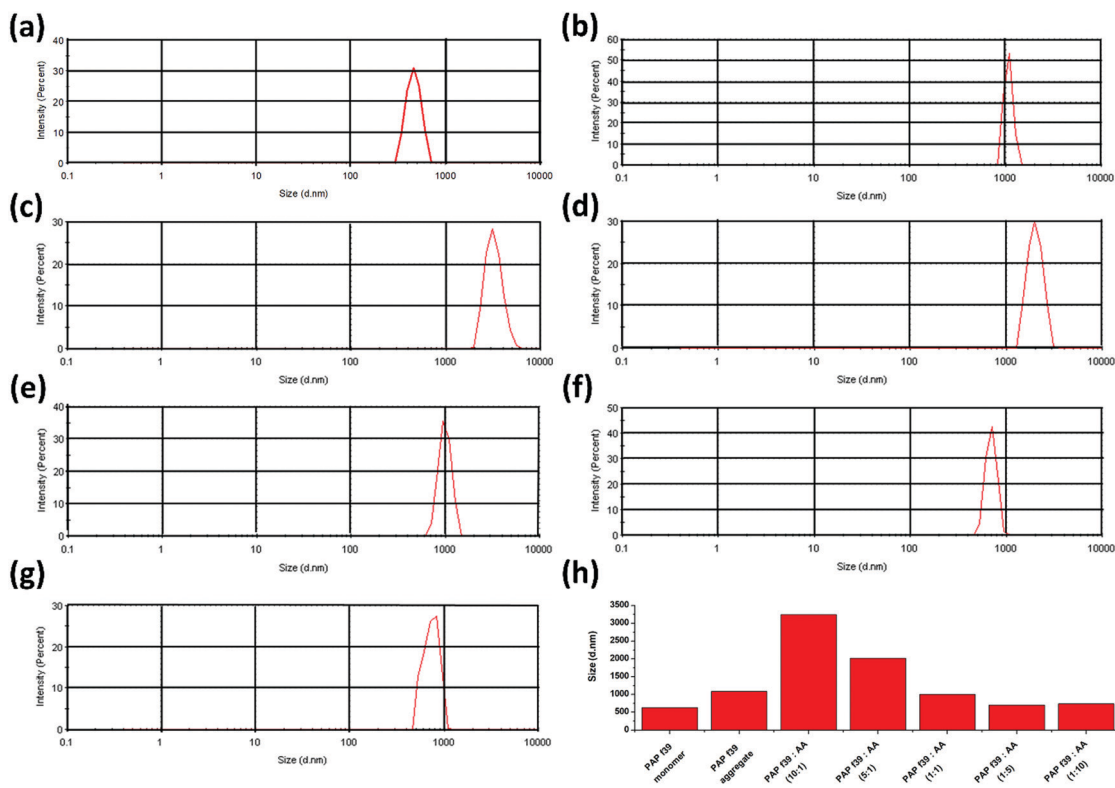 (a)
40
30
20
10
0
Intensity (Percent)
0.1 1 10 100 1000 10000
Size (d.nm)
(b)
60
50
40
30
20
10
0
Intensity (Percent)
0.1 1 10 100 1000 10000
Size (d.nm)
(c)
30
20
10
0
Intensity (Percent)
0.1 1 10 100 1000 10000
Size (d.nm)
(d)
30
20
10
0
Intensity (Percent)
0.1 1 10 100 1000 10000
Size (d.nm)
(e)
40
30
20
10
0
Intensity (Percent)
0.1 1 10 100 1000 10000
Size (d.nm)
(f)
50
40
30
20
10
0
Intensity (Percent)
0.1 1 10 100 1000 10000
Size (d.nm)
(g)
30
20
10
0
Intensity (Percent)
0.1 1 10 100 1000 10000
Size (d.nm)
(h)
3500
3000
2500
2000
1500
1000
500
0
Size (d.nm)
PAP f39
monomer
PAP f39
aggregate
PAP f39 : AA
(10:1)
PAP f39 : AA
(5:1)
PAP f39 : AA
(1:1)
PAP f39 : AA
(1:5)
PAP f39 : AA
(1:10)